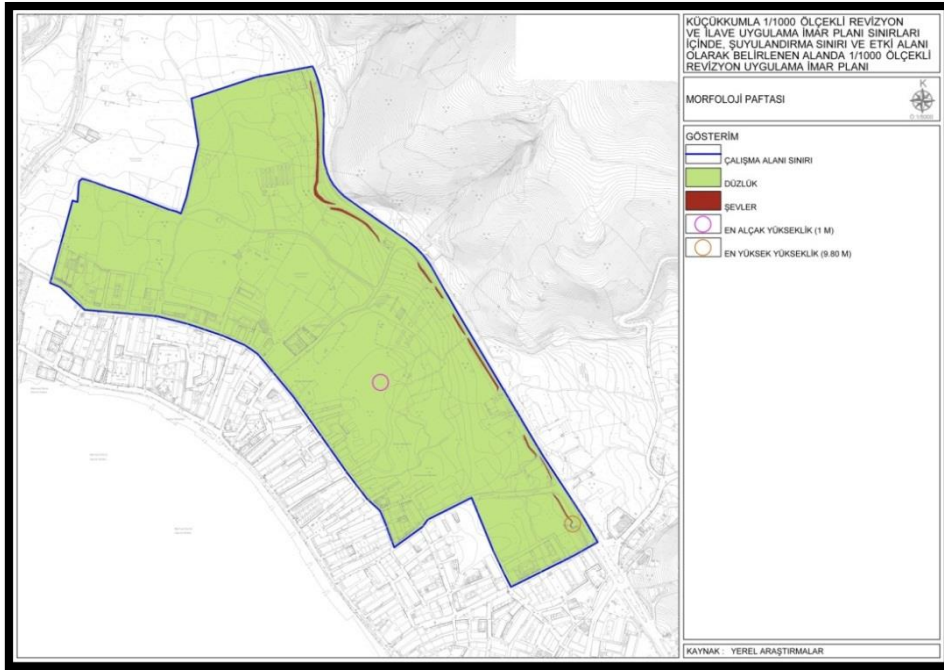 KÜÇÜKKUMLA 1/1000 ÖLÇEKLİ REVİZYON
VE İLAVE UYGULAMA İMAR PLANI SINIRLARI
İÇİNDE, ŞUYULANDIRMA SINIRI VE ETKİ ALANI
OLARAK BELİRLENEN ALANDA 1/1000 ÖLÇEKLİ
REVİZYON UYGULAMA İMAR PLANI
MORFOLOJİ PAFTASI
K
GÖSTERİM
ÇALIŞMA ALANI SINIRI
DÜZLÜK
ŞEVLER
EN ALÇAK YÜKSEKLİK (1 M)
EN YÜKSEK YÜKSEKLİK (9.80 M)
KAYNAK : YEREL ARAŞTIRMALAR